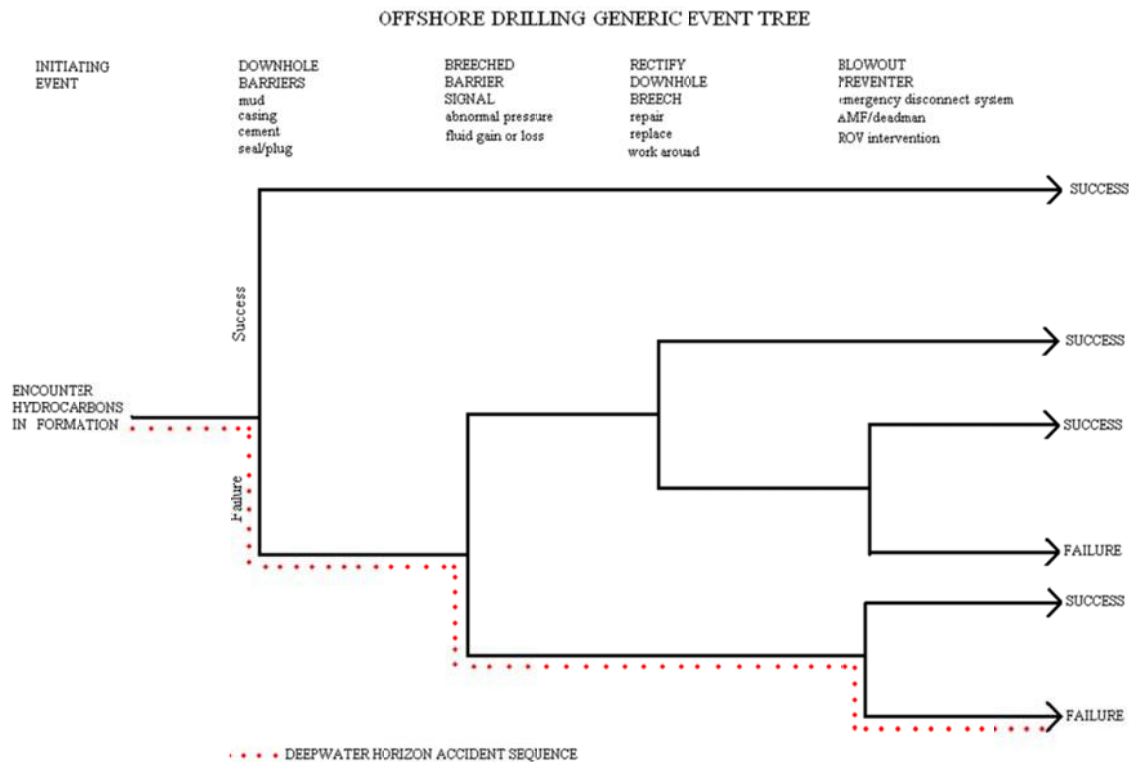 OFFSHORE DRILLING GENERIC EVENT TREE
INITIATING
EVENT
DOWNHOLE
BARRIERS
mud
casing
cement
seal/plug
BREECHED
BARRIER
SIGNAL
abnormal pressure
fluid gain or loss
RECTIFY
DOWNHOLE
BREECH
repair
replace
work around
BLOWOUT
PREVENTER
emergency disconnect system
AMF/deadman
ROV intervention
SUCCESS
Success
SUCCESS
ENCOUNTER
HYDROCARBONS
IN FORMATION
SUCCESS
Failure
FAILURE
SUCCESS
FAILURE
DEEPWATER HORIZON ACCIDENT SEQUENCE